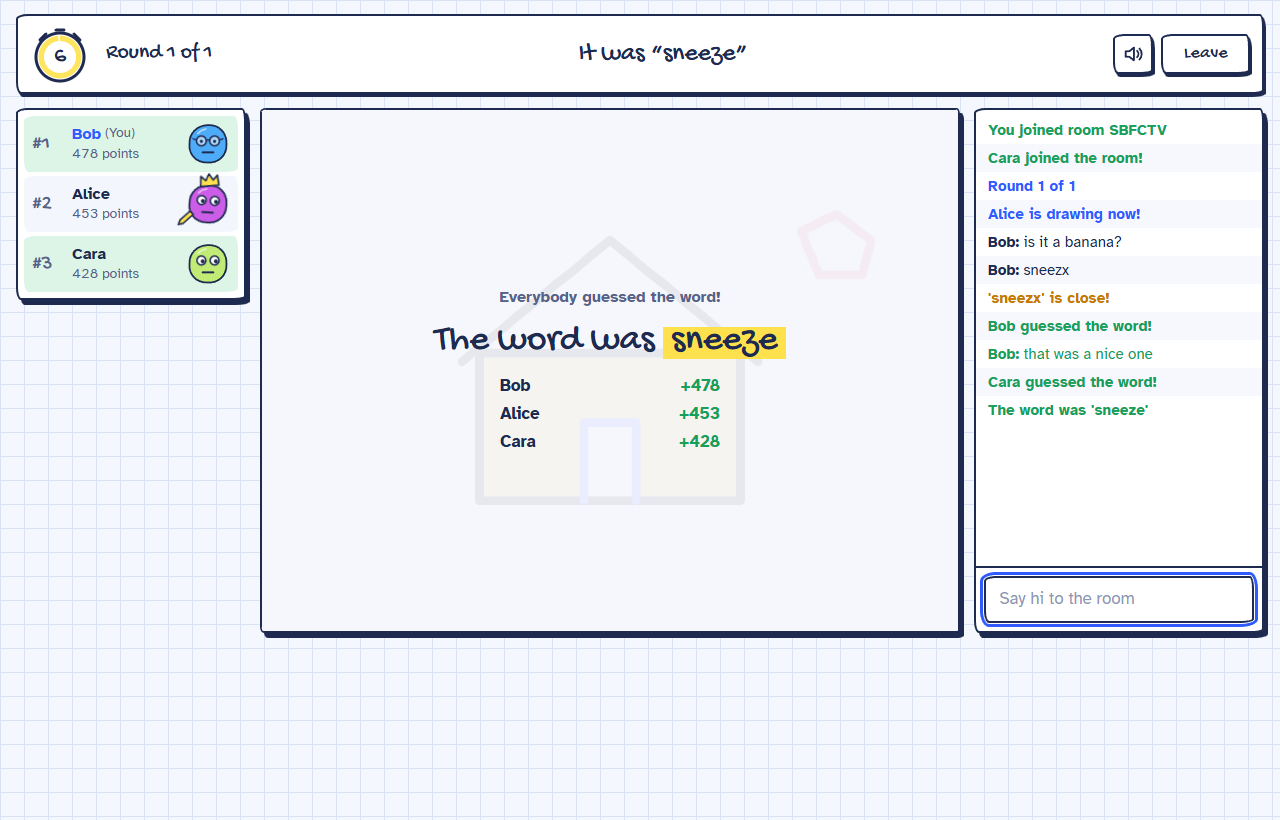 6
Round 1 of 1
It was “sneeze”
Leave
#1
Bob (You)
478 points
#2
Alice
453 points
#3
Cara
428 points
Everybody guessed the word!
The word was sneeze
Bob +478
Alice +453
Cara +428
You joined room SBFCTV
Cara joined the room!
Round 1 of 1
Alice is drawing now!
Bob: is it a banana?
Bob: sneezx
'sneezx' is close!
Bob guessed the word!
Bob: that was a nice one
Cara guessed the word!
The word was 'sneeze'
Say hi to the room